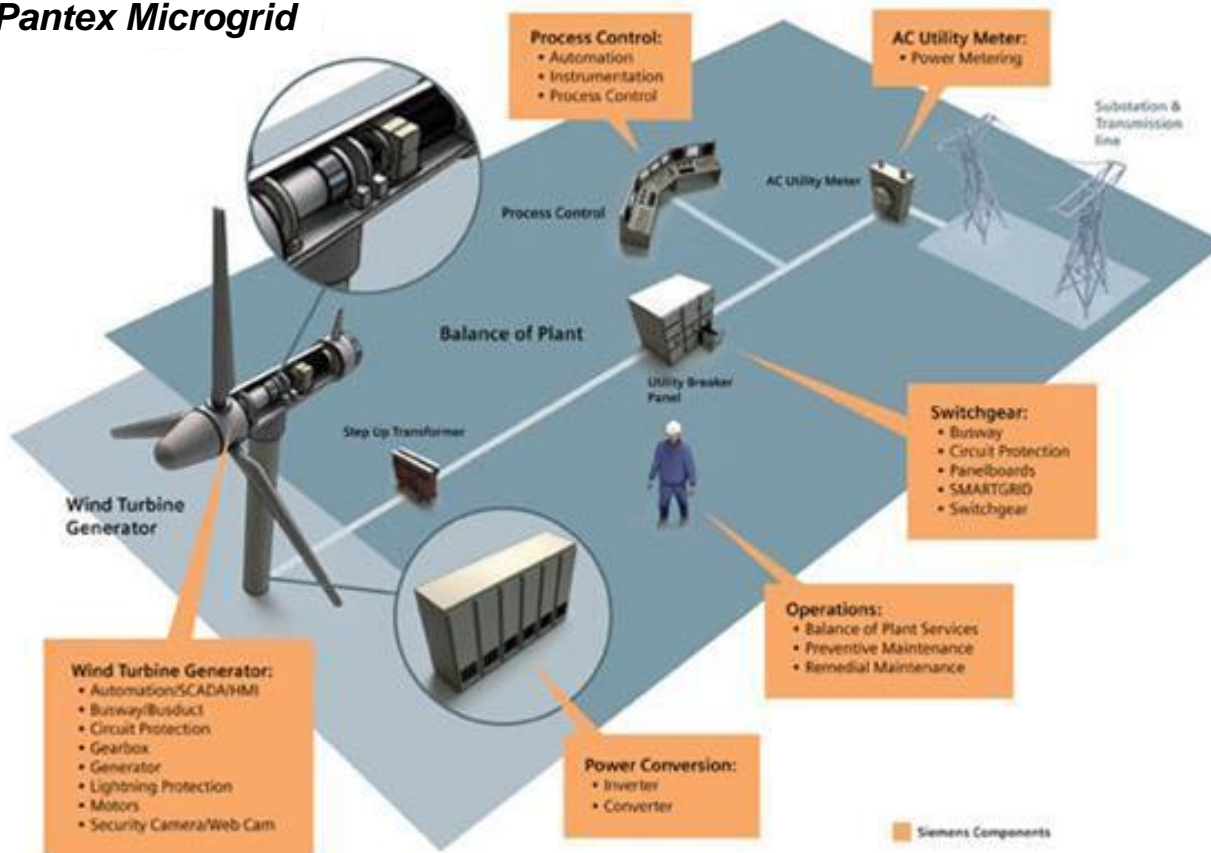 Pantex Microgrid
Process Control:
• Automation
• Instrumentation
• Process Control
AC Utility Meter:
• Power Metering
Substation &
Transmission
line
AC Utility Meter
Process Control
Balance of Plant
Utility Breaker
Panel
Step Up Transformer
Wind Turbine
Generator
Switchgear:
• Busway
• Circuit Protection
• Panelboards
• SMARTGRID
• Switchgear
Operations:
• Balance of Plant Services
• Preventive Maintenance
• Remedial Maintenance
Wind Turbine Generator:
• Automation/SCADA/HMI
• Busway/Busduct
• Circuit Protection
• Gearbox
• Generator
• Lightning Protection
• Motors
• Security Camera/Web Cam
Power Conversion:
• Inverter
• Converter
Siemens Components